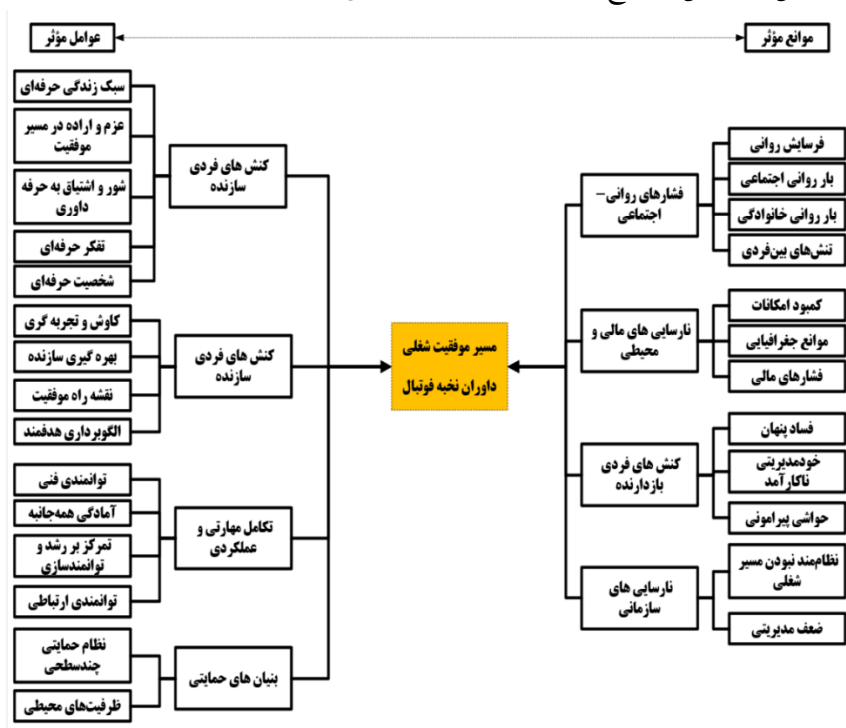 موانع مؤثر
عوامل مؤثر
فشارهای روانی–
اجتماعی
فرسایش روانی
بار روانی اجتماعی
بار روانی خانوادگی
تنش‌های بین‌فردی
نارسایی های مالی و
محیطی
کمبود امکانات
موانع جغرافیایی
فشارهای مالی
کنش های فردی
بازدارنده
فساد پنهان
خودمدیریتی
ناکارآمد
حواشی پیرامونی
نارسایی های
سازمانی
نظام‌مند نبودن مسیر
شغلی
ضعف مدیریتی
مسیر موفقیت شغلی
داوران نخبه فوتبال
کنش های فردی
سازنده
سبک زندگی حرفه‌ای
عزم و اراده در مسیر
موفقیت
شور و اشتیاق به حرفه
داوری
تفکر حرفه‌ای
شخصیت حرفه‌ای
کنش های فردی
سازنده
کاوش و تجربه گری
بهره گیری سازنده
نقشه راه موفقیت
الگوبرداری هدفمند
تکامل مهارتی و
عملکردی
توانمندی فنی
آمادگی همه‌جانبه
تمرکز بر رشد و
توانمندسازی
توانمندی ارتباطی
بنیان های حمایتی
نظام حمایتی
چندسطحی
ظرفیت‌های محیطی